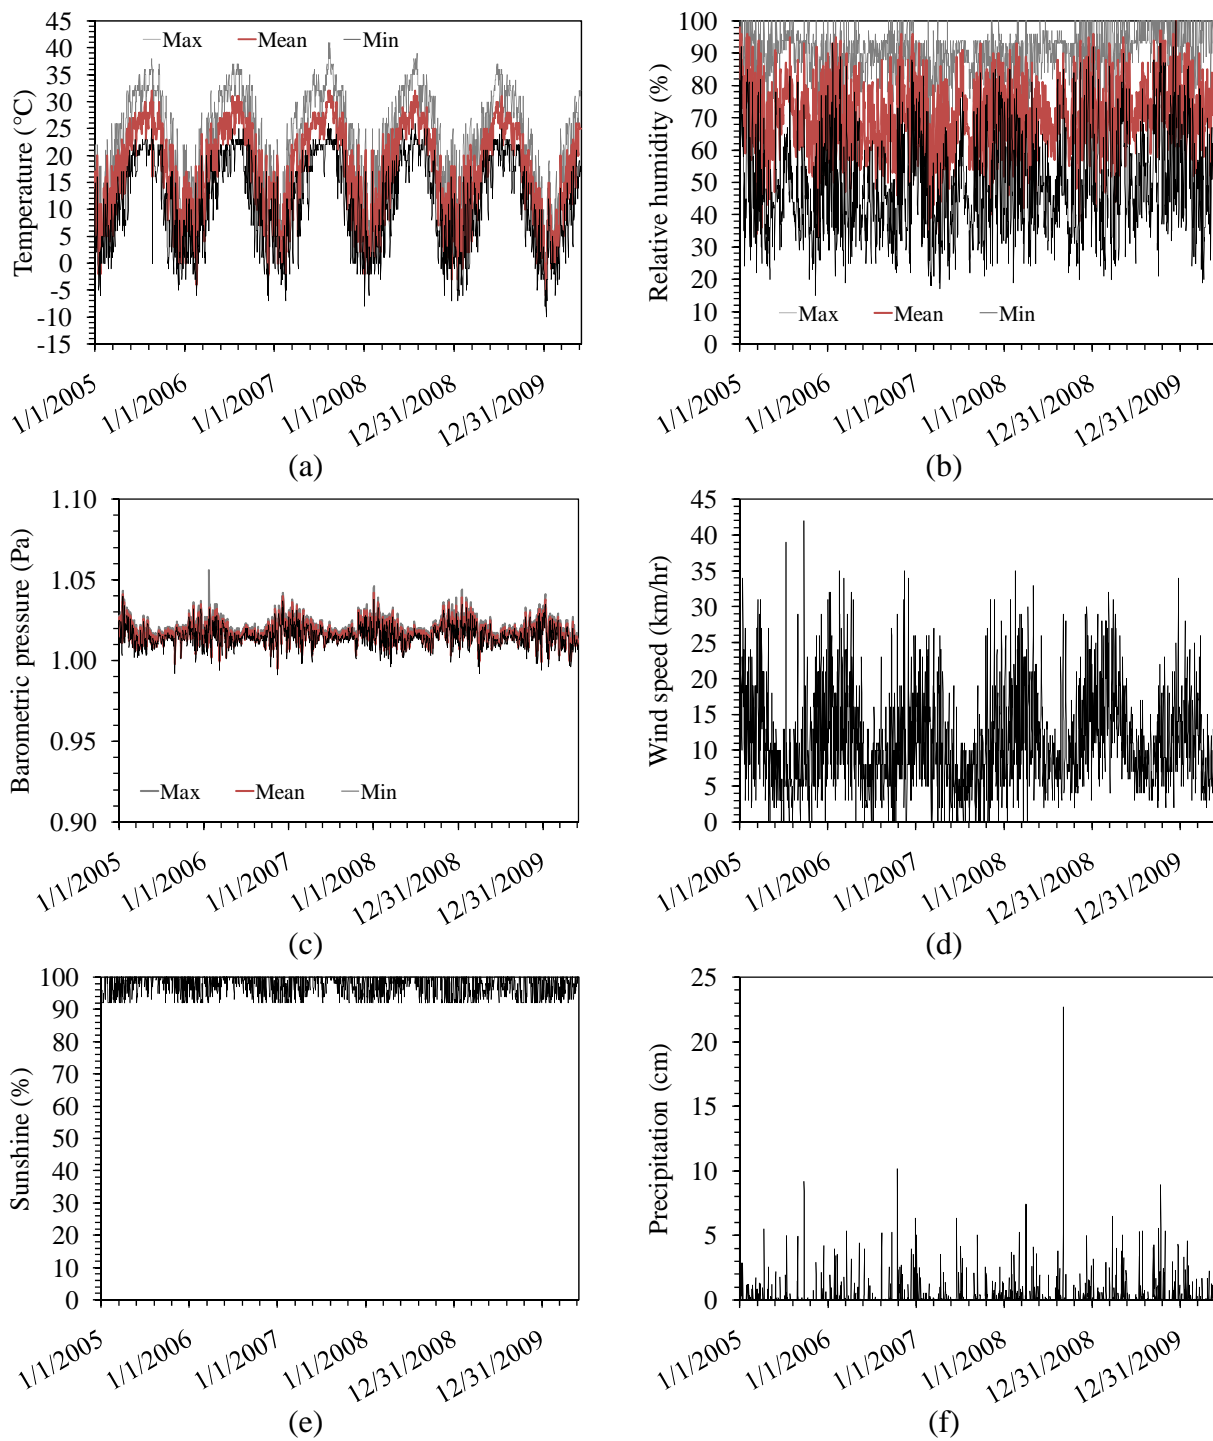 45
40
35
30
25
20
15
10
5
0
-5
-10
-15
Temperature (°C)
Max Mean Min
1/1/2005 1/1/2006 1/1/2007 1/1/2008 12/31/2008 12/31/2009
(a)
100
90
80
70
60
50
40
30
20
10
0
Relative humidity (%)
Max Mean Min
1/1/2005 1/1/2006 1/1/2007 1/1/2008 12/31/2008 12/31/2009
(b)
1.10
1.05
1.00
0.95
0.90
Barometric pressure (Pa)
Max Mean Min
1/1/2005 1/1/2006 1/1/2007 1/1/2008 12/31/2008 12/31/2009
(c)
45
40
35
30
25
20
15
10
5
0
Wind speed (km/hr)
1/1/2005 1/1/2006 1/1/2007 1/1/2008 12/31/2008 12/31/2009
(d)
100
90
80
70
60
50
40
30
20
10
0
Sunshine (%)
1/1/2005 1/1/2006 1/1/2007 1/1/2008 12/31/2008 12/31/2009
(e)
25
20
15
10
5
0
Precipitation (cm)
1/1/2005 1/1/2006 1/1/2007 1/1/2008 12/31/2008 12/31/2009
(f)